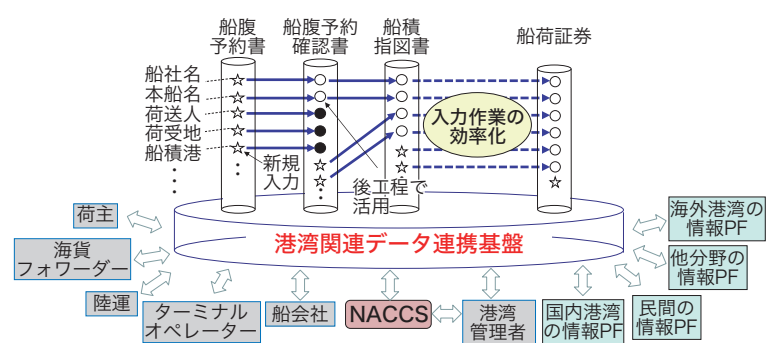 船腹
予約書
船腹予約
確認書
船積
指図書
船荷証券
船社名
本船名
荷送人
荷受地
船積港
新規
入力
後工程で
活用
入力作業の
効率化
港湾関連データ連携基盤
荷主
海貨
フォワーダー
陸運
ターミナル
オペレーター
船会社
NACCS
港湾
管理者
国内港湾
の情報PF
民間の
情報PF
他分野の
情報PF
海外港湾の
情報PF